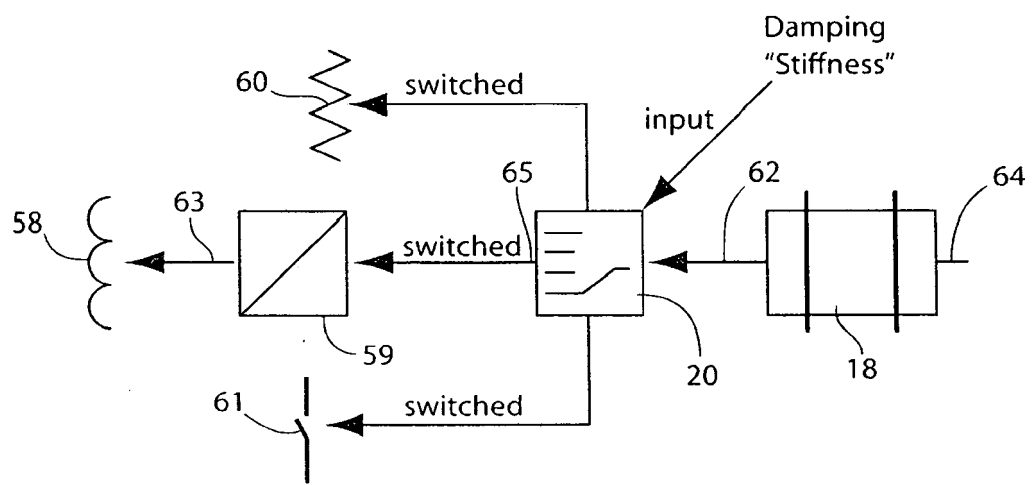 Damping
"Stiffness"
60
switched
input
58
63
65
62
64
switched
59
20
18
61
switched